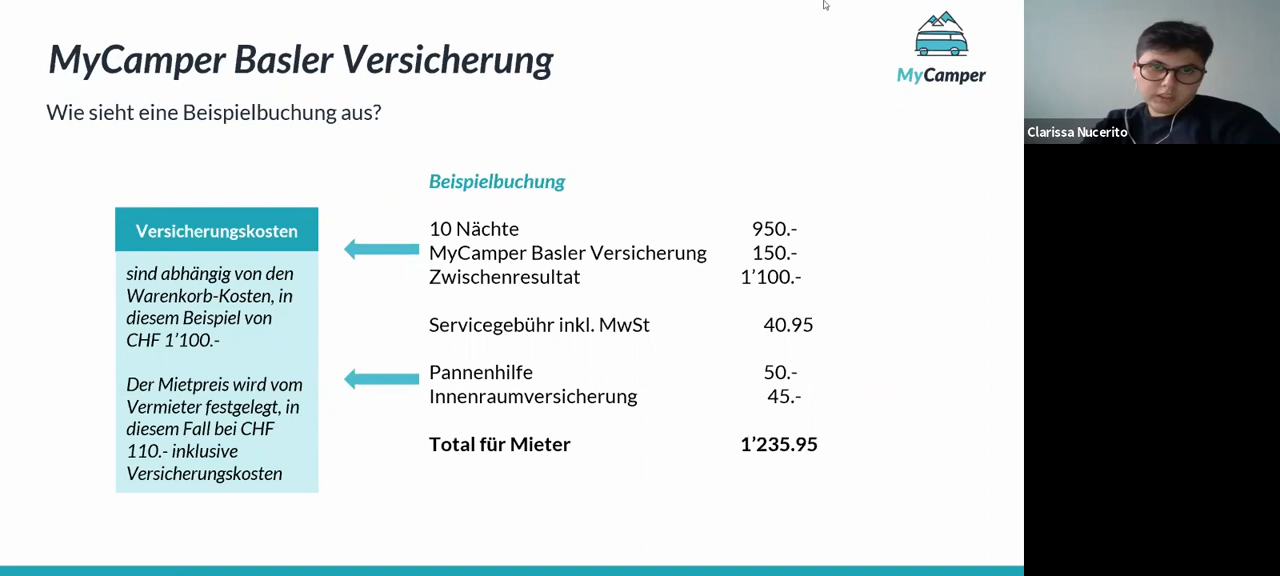 MyCamper Basler Versicherung
Wie sieht eine Beispielbuchung aus?
MyCamper
Clarissa Nucerito
Beispielbuchung
Versicherungskosten
sind abhängig von den
Warenkorb-Kosten, in
diesem Beispiel von
CHF 1’100.-
Der Mietpreis wird vom
Vermieter festgelegt, in
diesem Fall bei CHF
110.- inklusive
Versicherungskosten
10 Nächte 950.-
MyCamper Basler Versicherung 150.-
Zwischenresultat 1’100.-
Servicegebühr inkl. MwSt 40.95
Pannenhilfe 50.-
Innenraumversicherung 45.-
Total für Mieter 1’235.95